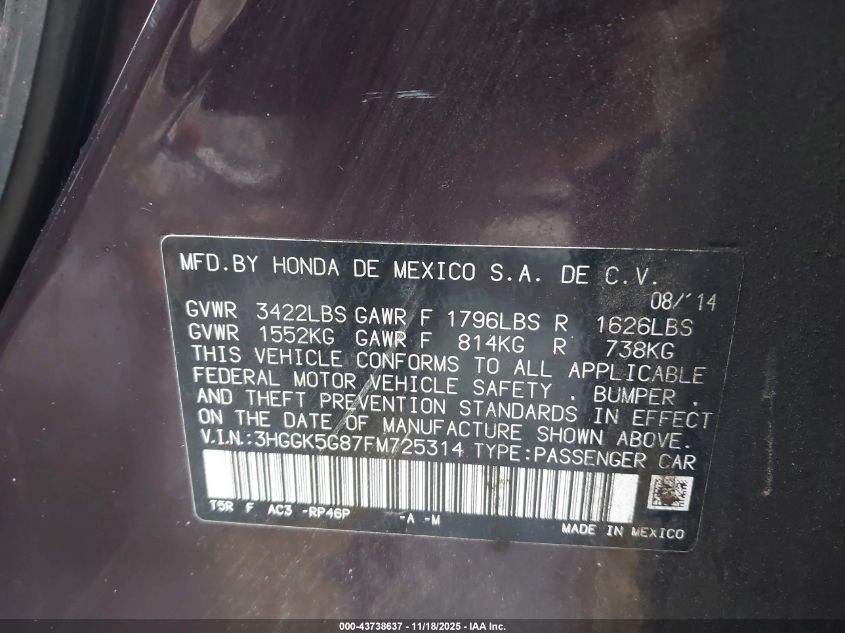 MFD.BY HONDA DE MEXICO S.A. DE C.V.
08/'14
GVWR 3422LBS GAWR F 1796LBS R 1626LBS
GVWR 1552KG GAWR F 814KG R 738KG
THIS VEHICLE CONFORMS TO ALL APPLICABLE
FEDERAL MOTOR VEHICLE SAFETY , BUMPER ,
AND THEFT PREVENTION STANDARDS IN EFFECT
ON THE DATE OF MANUFACTURE SHOWN ABOVE.
V.I.N.:3HGGK5G87FM725314 TYPE:PASSENGER CAR
T5R F AC3 -RP46P -A -M
MADE IN MEXICO
000-43738637 - 11/18/2025 - IAA Inc.